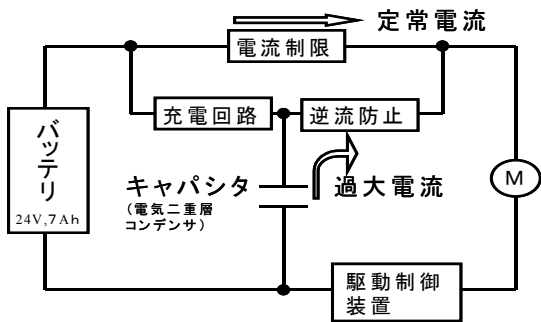 定常電流
電流制限
充電回路
逆流防止
バッテリ
24V,7Ah
キャパシタ
(電気二重層
コンデンサ)
過大電流
M
駆動制御
装置